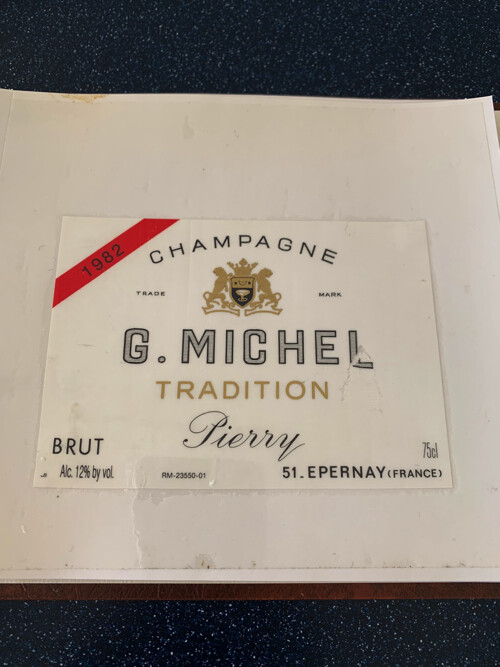 1982
CHAMPAGNE
TRADE MARK
G. MICHEL
TRADITION
Pierry
BRUT
75cl
Alc. 12% by vol.
RM-23550-01
51. EPERNAY (FRANCE)